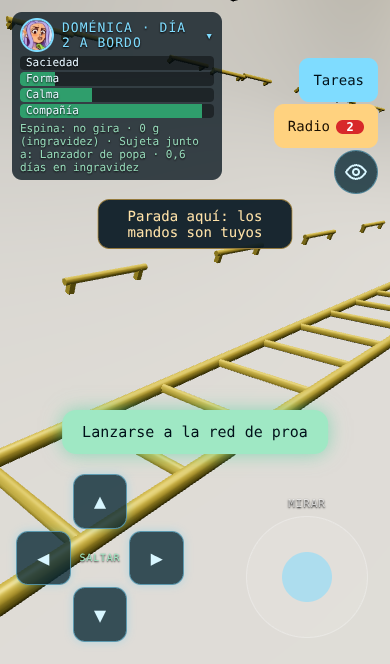 DOMÉNICA · DÍA
2 A BORDO
▼
Saciedad
Forma
Calma
Compañía
Espina: no gira · 0 g
(ingravidez) · Sujeta junto
a: Lanzador de popa · 0,6
días en ingravidez
Tareas
Radio 2
Parada aquí: los
mandos son tuyos
Lanzarse a la red de proa
MIRAR
SALTAR